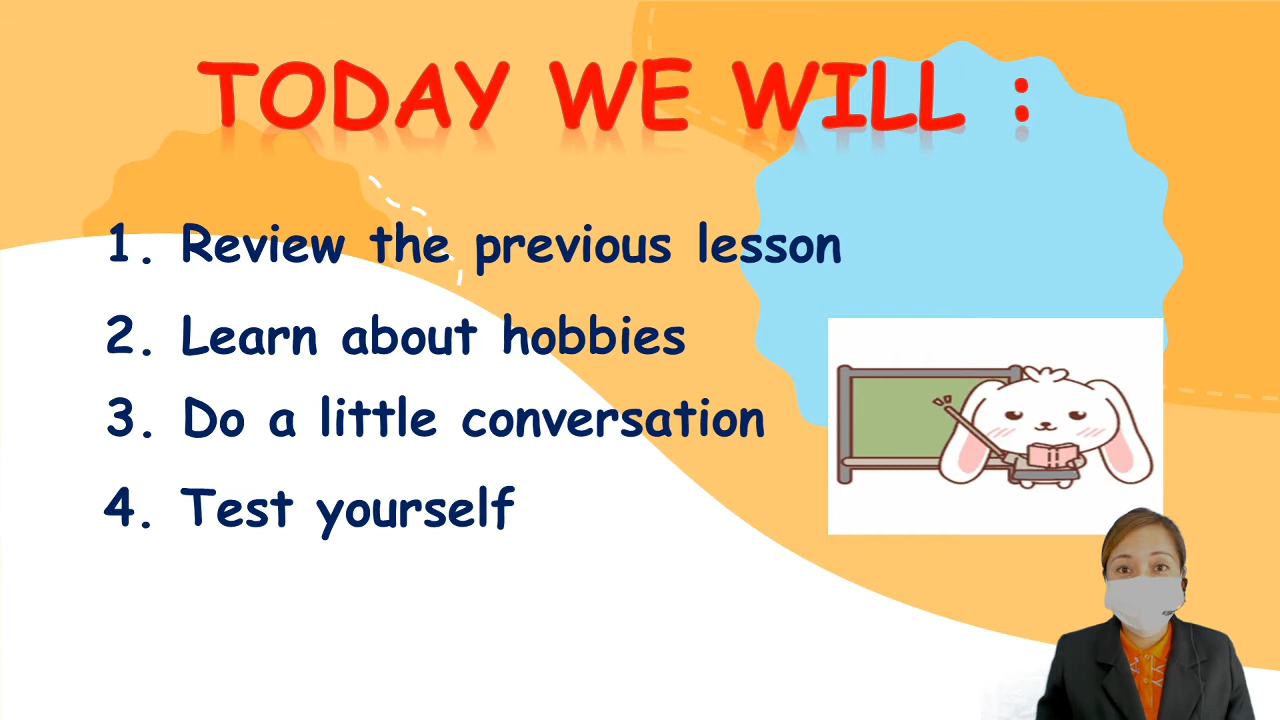 TODAY WE WILL :
1. Review the previous lesson
2. Learn about hobbies
3. Do a little conversation
4. Test yourself